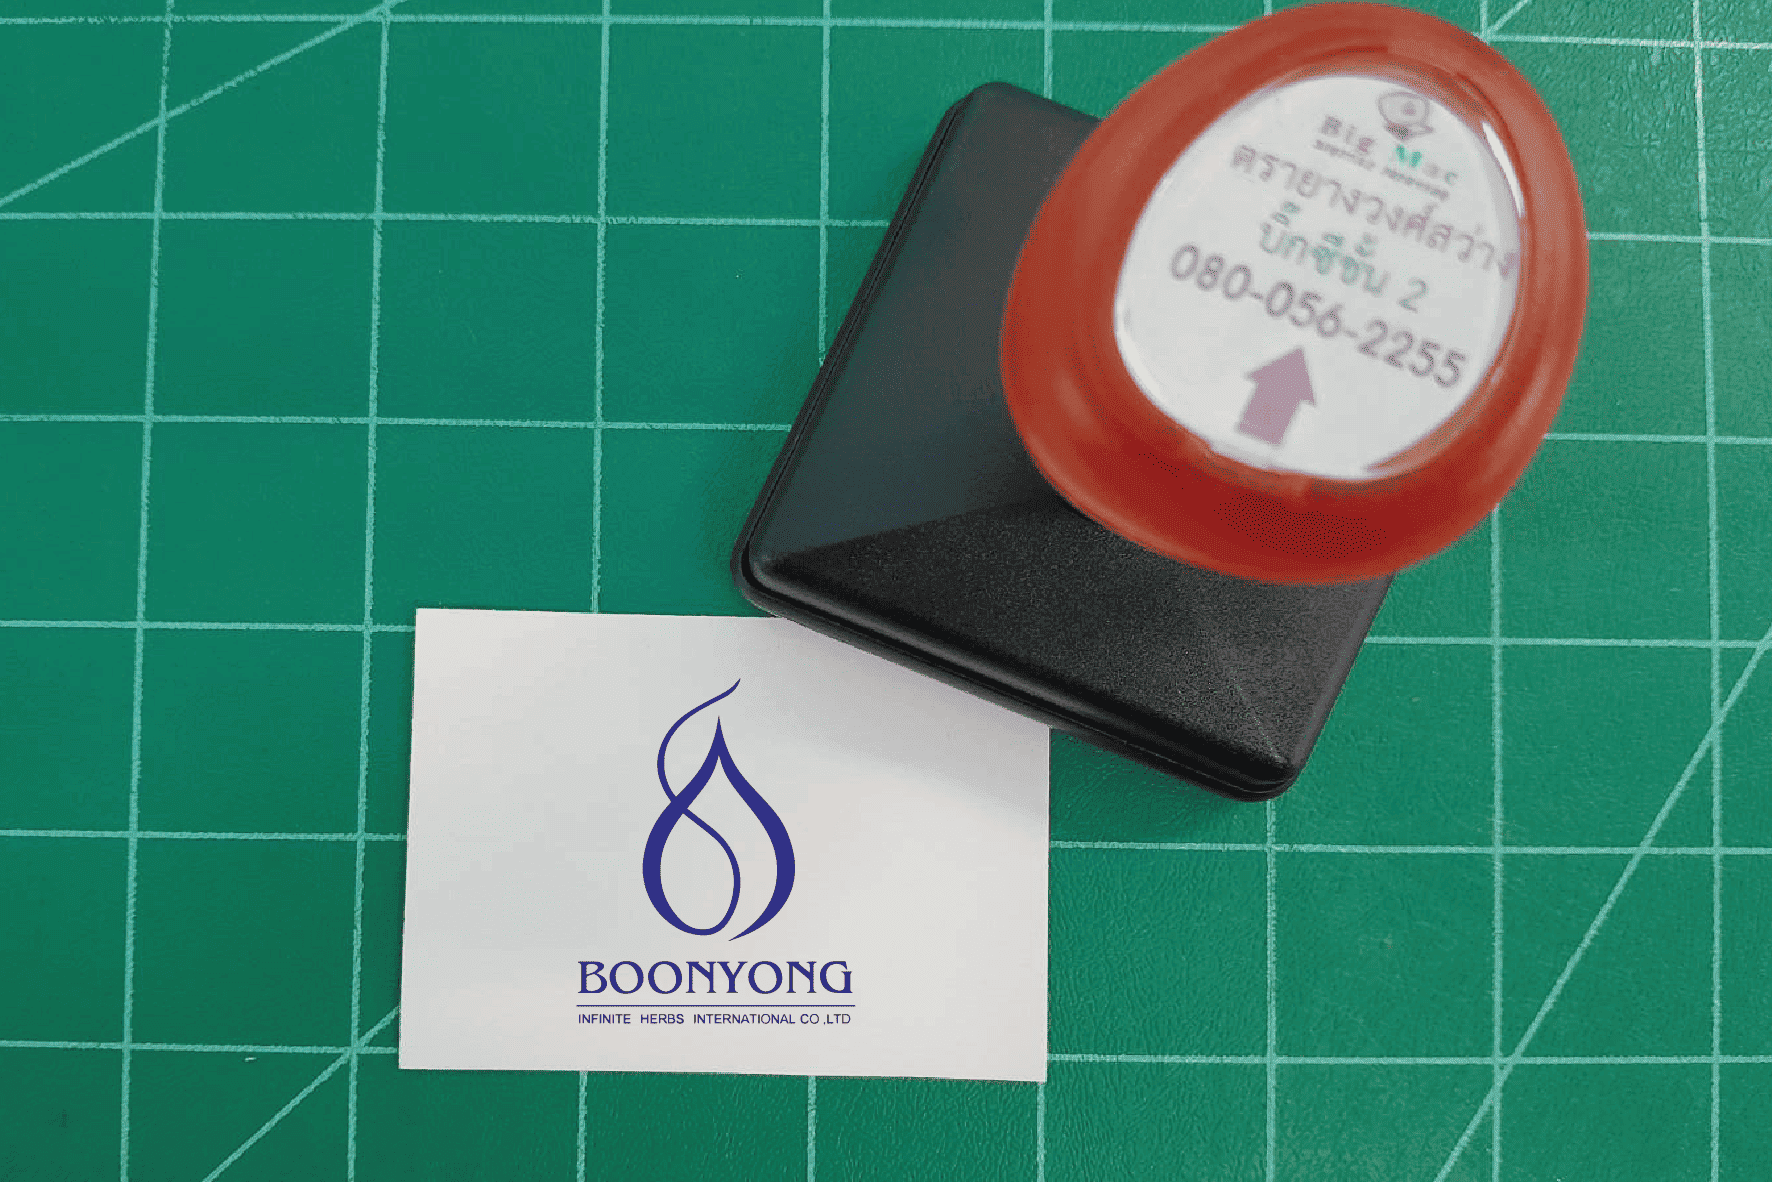 Big Mac
ตรายางวงศ์สว่าง
บิ๊กซีชั้น 2
080-056-2255
BOONYONG
INFINITE HERBS INTERNATIONAL CO ,LTD